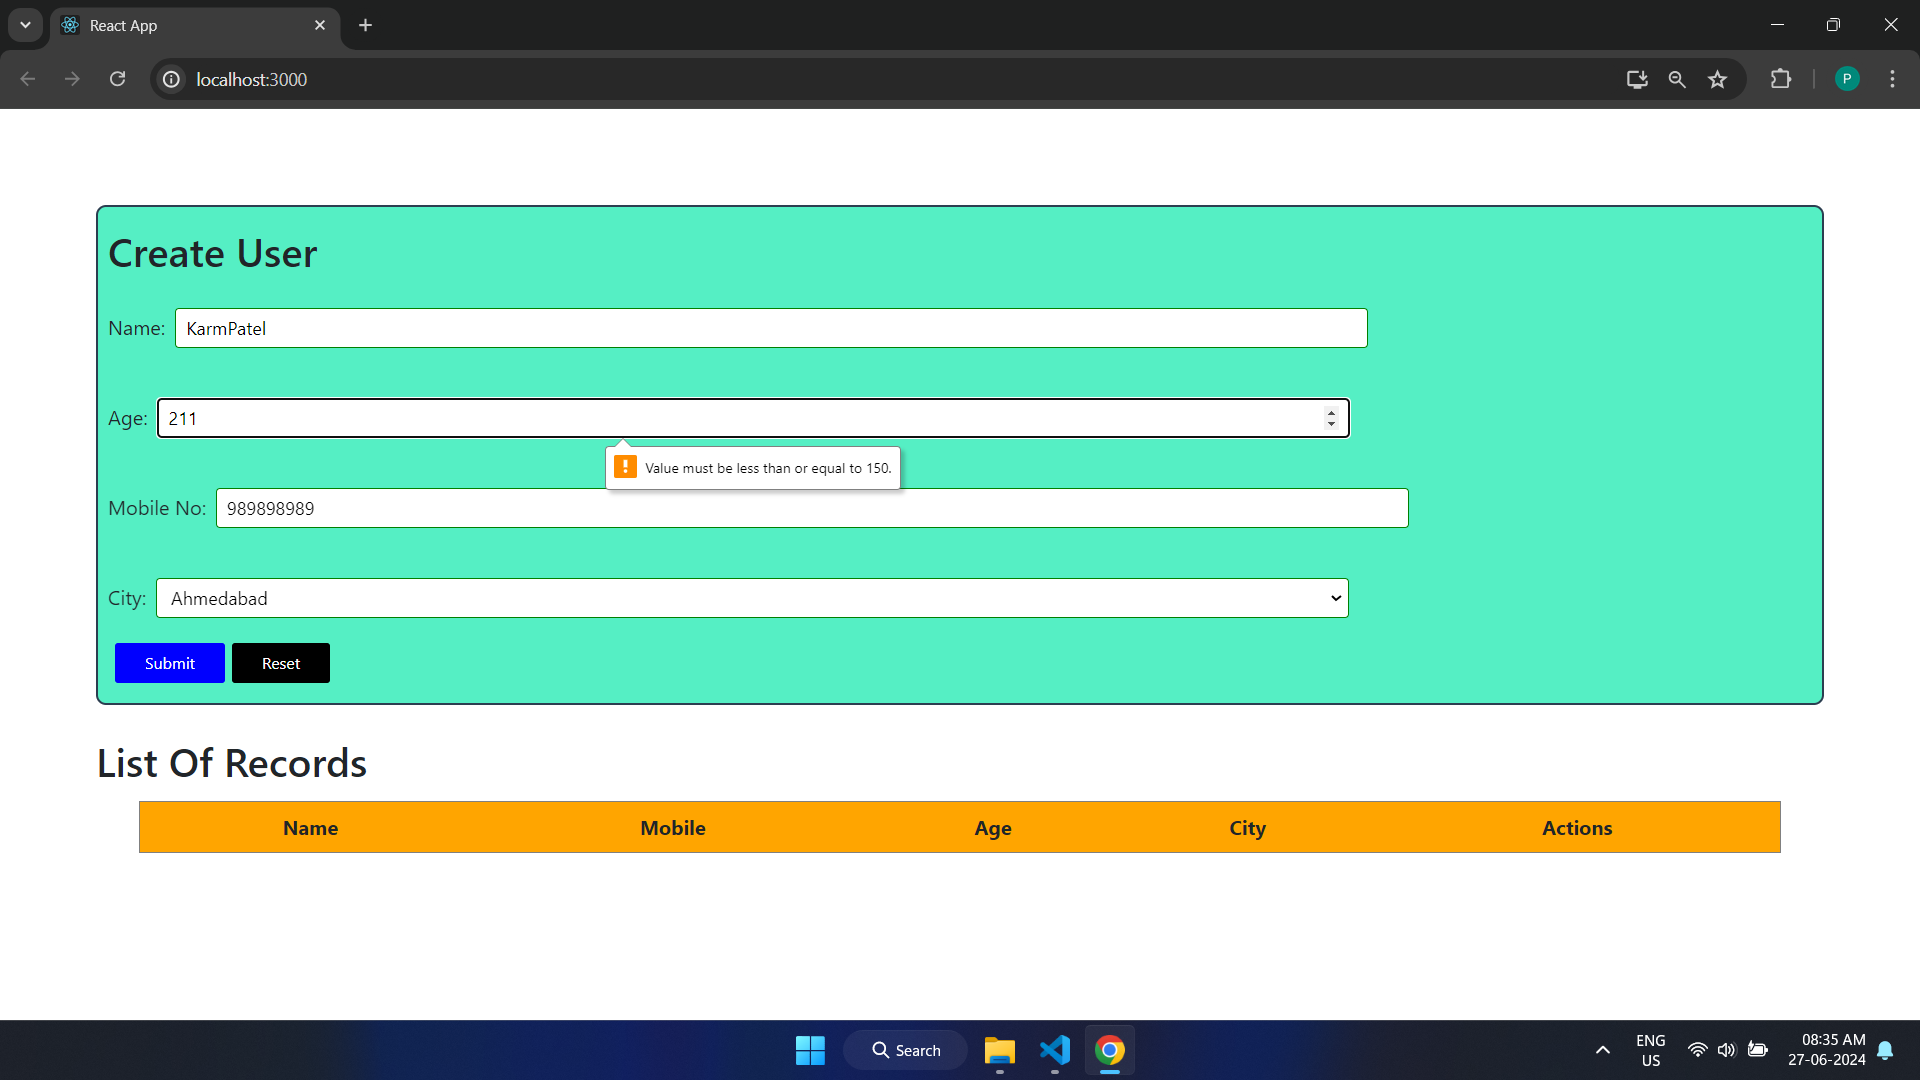 React App
localhost:3000
P
Create User
Name: KarmPatel
Age: 211
Value must be less than or equal to 150.
Mobile No: 989898989
City: Ahmedabad
Submit Reset
List Of Records
Name Mobile Age City Actions
Search
ENG
US
08:35 AM
27-06-2024